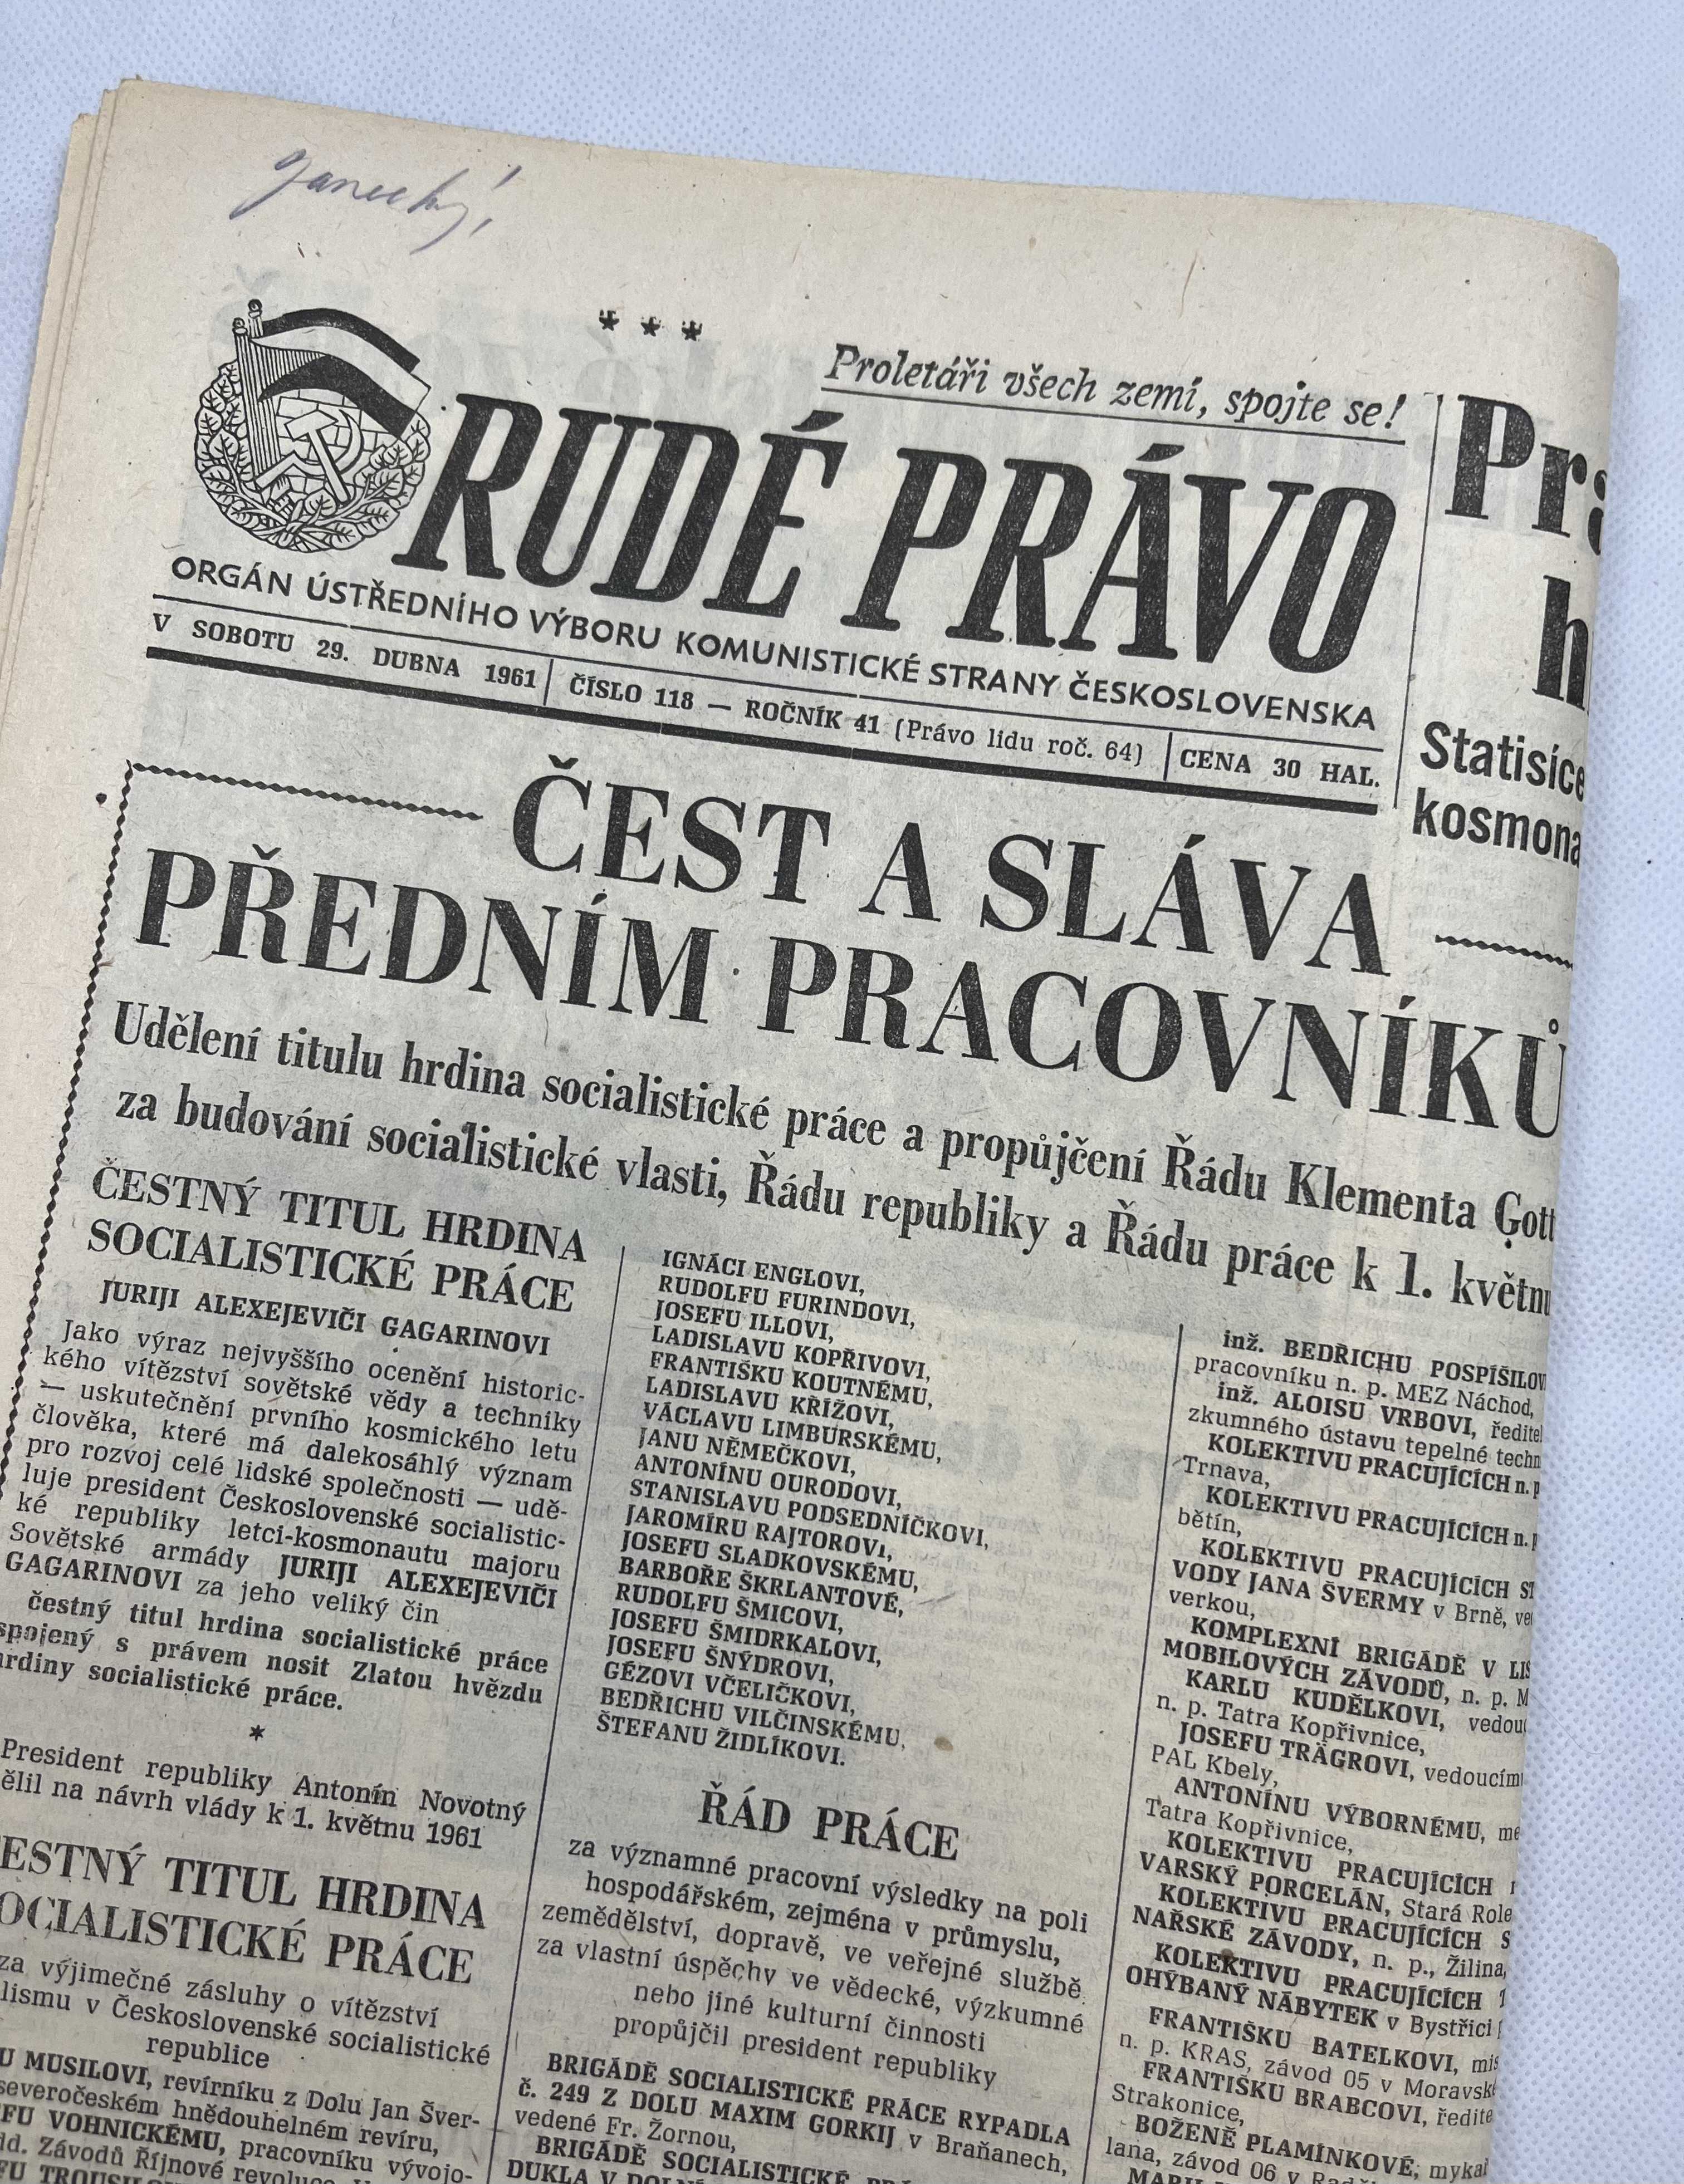 Janecký!
* * *
Proletáři všech zemí, spojte se!
RUDÉ PRÁVO
ORGÁN ÚSTŘEDNÍHO VÝBORU KOMUNISTICKÉ STRANY ČESKOSLOVENSKA
V SOBOTU 29. DUBNA 1961 | ČÍSLO 118 — ROČNÍK 41 (Právo lidu roč. 64) | CENA 30 HAL.
Statisíce
ČEST A SLÁVA
PŘEDNÍM PRACOVNÍKŮ
Udělení titulu hrdina socialistické práce a propůjčení Řádu Klementa Gott
za budování socialistické vlasti, Řádu republiky a Řádu práce k 1. květnu
ČESTNÝ TITUL HRDINA
SOCIALISTICKÉ PRÁCE
JURIJI ALEXEJEVIČI GAGARINOVI
Jako výraz nejvyššího ocenění historic-
kého vítězství sovětské vědy a techniky
— uskutečnění prvního kosmického letu
člověka, které má dalekosáhlý význam
pro rozvoj celé lidské společnosti — udě-
luje president Československé socialistic-
ké republiky letci-kosmonautu majoru
Sovětské armády JURIJI ALEXEJEVIČI
GAGARINOVI za jeho veliký čin
čestný titul hrdina socialistické práce
spojený s právem nosit Zlatou hvězdu
hrdiny socialistické práce.
*
President republiky Antonín Novotný
ělil na návrh vlády k 1. květnu 1961
ESTNÝ TITUL HRDINA
OCIALISTICKÉ PRÁCE
za výjimečné zásluhy o vítězství
lismu v Československé socialistické
republice
U MUSILOVI, revírníku z Dolu Jan Šver-
severočeském hnědouhelném revíru,
FU VOHNICKÉMU, pracovníku vývojo-
dd. Závodů Říjnové revoluce
IGNÁCI ENGLOVI,
RUDOLFU FURINDOVI,
JOSEFU ILLOVI,
LADISLAVU KOPŘIVOVI,
FRANTIŠKU KOUTNÉMU,
LADISLAVU KŘÍŽOVI,
VÁCLAVU LIMBURSKÉMU,
JANU NĚMEČKOVI,
ANTONÍNU OURODOVI,
STANISLAVU PODSEDNÍČKOVI,
JAROMÍRU RAJTOROVI,
JOSEFU SLADKOVSKÉMU,
BARBOŘE ŠKRLANTOVÉ,
RUDOLFU ŠMICOVI,
JOSEFU ŠMIDRKALOVI,
JOSEFU ŠNÝDROVI,
GÉZOVI VČELIČKOVI,
BEDŘICHU VILČINSKÉMU,
ŠTEFANU ŽIDLÍKOVI.
ŘÁD PRÁCE
za významné pracovní výsledky na poli
hospodářském, zejména v průmyslu,
zemědělství, dopravě, ve veřejné službě
za vlastní úspěchy ve vědecké, výzkumné
nebo jiné kulturní činnosti
propůjčil president republiky
BRIGÁDĚ SOCIALISTICKÉ PRÁCE RYPADLA
č. 249 Z DOLU MAXIM GORKIJ v Braňanech,
vedené Fr. Žornou,
BRIGÁDĚ SOCIALISTICKÉ
DUKLA V
inž. BEDŘICHU POSPÍŠILOV
pracovníku n. p. MEZ Náchod,
inž. ALOISU VRBOVI, ředitel
zkumného ústavu tepelné techn
KOLEKTIVU PRACUJÍCÍCH n. p
Trnava,
KOLEKTIVU PRACUJÍCÍCH n. p
bětín,
KOLEKTIVU PRACUJÍCÍCH
VODY JANA ŠVERMY v Brně,
verkou,
KOMPLEXNÍ BRIGÁDĚ V LIŠ
MOBILOVÝCH ZÁVODŮ, n. p. M
KARLU KUDĚLKOVI, vedouc
n. p. Tatra Kopřivnice,
JOSEFU TRÄGROVI, vedoucím
PAL Kbely,
ANTONÍNU VÝBORNÉMU,
Tatra Kopřivnice,
KOLEKTIVU PRACUJÍCÍCH
VARSKÝ PORCELÁN, Stará Role
KOLEKTIVU PRACUJÍCÍCH S
NAŘSKÉ ZÁVODY, n. p., Žilina,
KOLEKTIVU PRACUJÍCÍCH
OHÝBANÝ NÁBYTEK v Bystřici
FRANTIŠKU BATELKOVI, mis
n. p. KRAS, závod 05 v Moravsk
FRANTIŠKU BRABCOVI, ředite
Strakonice,
BOŽENĚ PLAMÍNKOVÉ, mykal
lana, závod 06 v